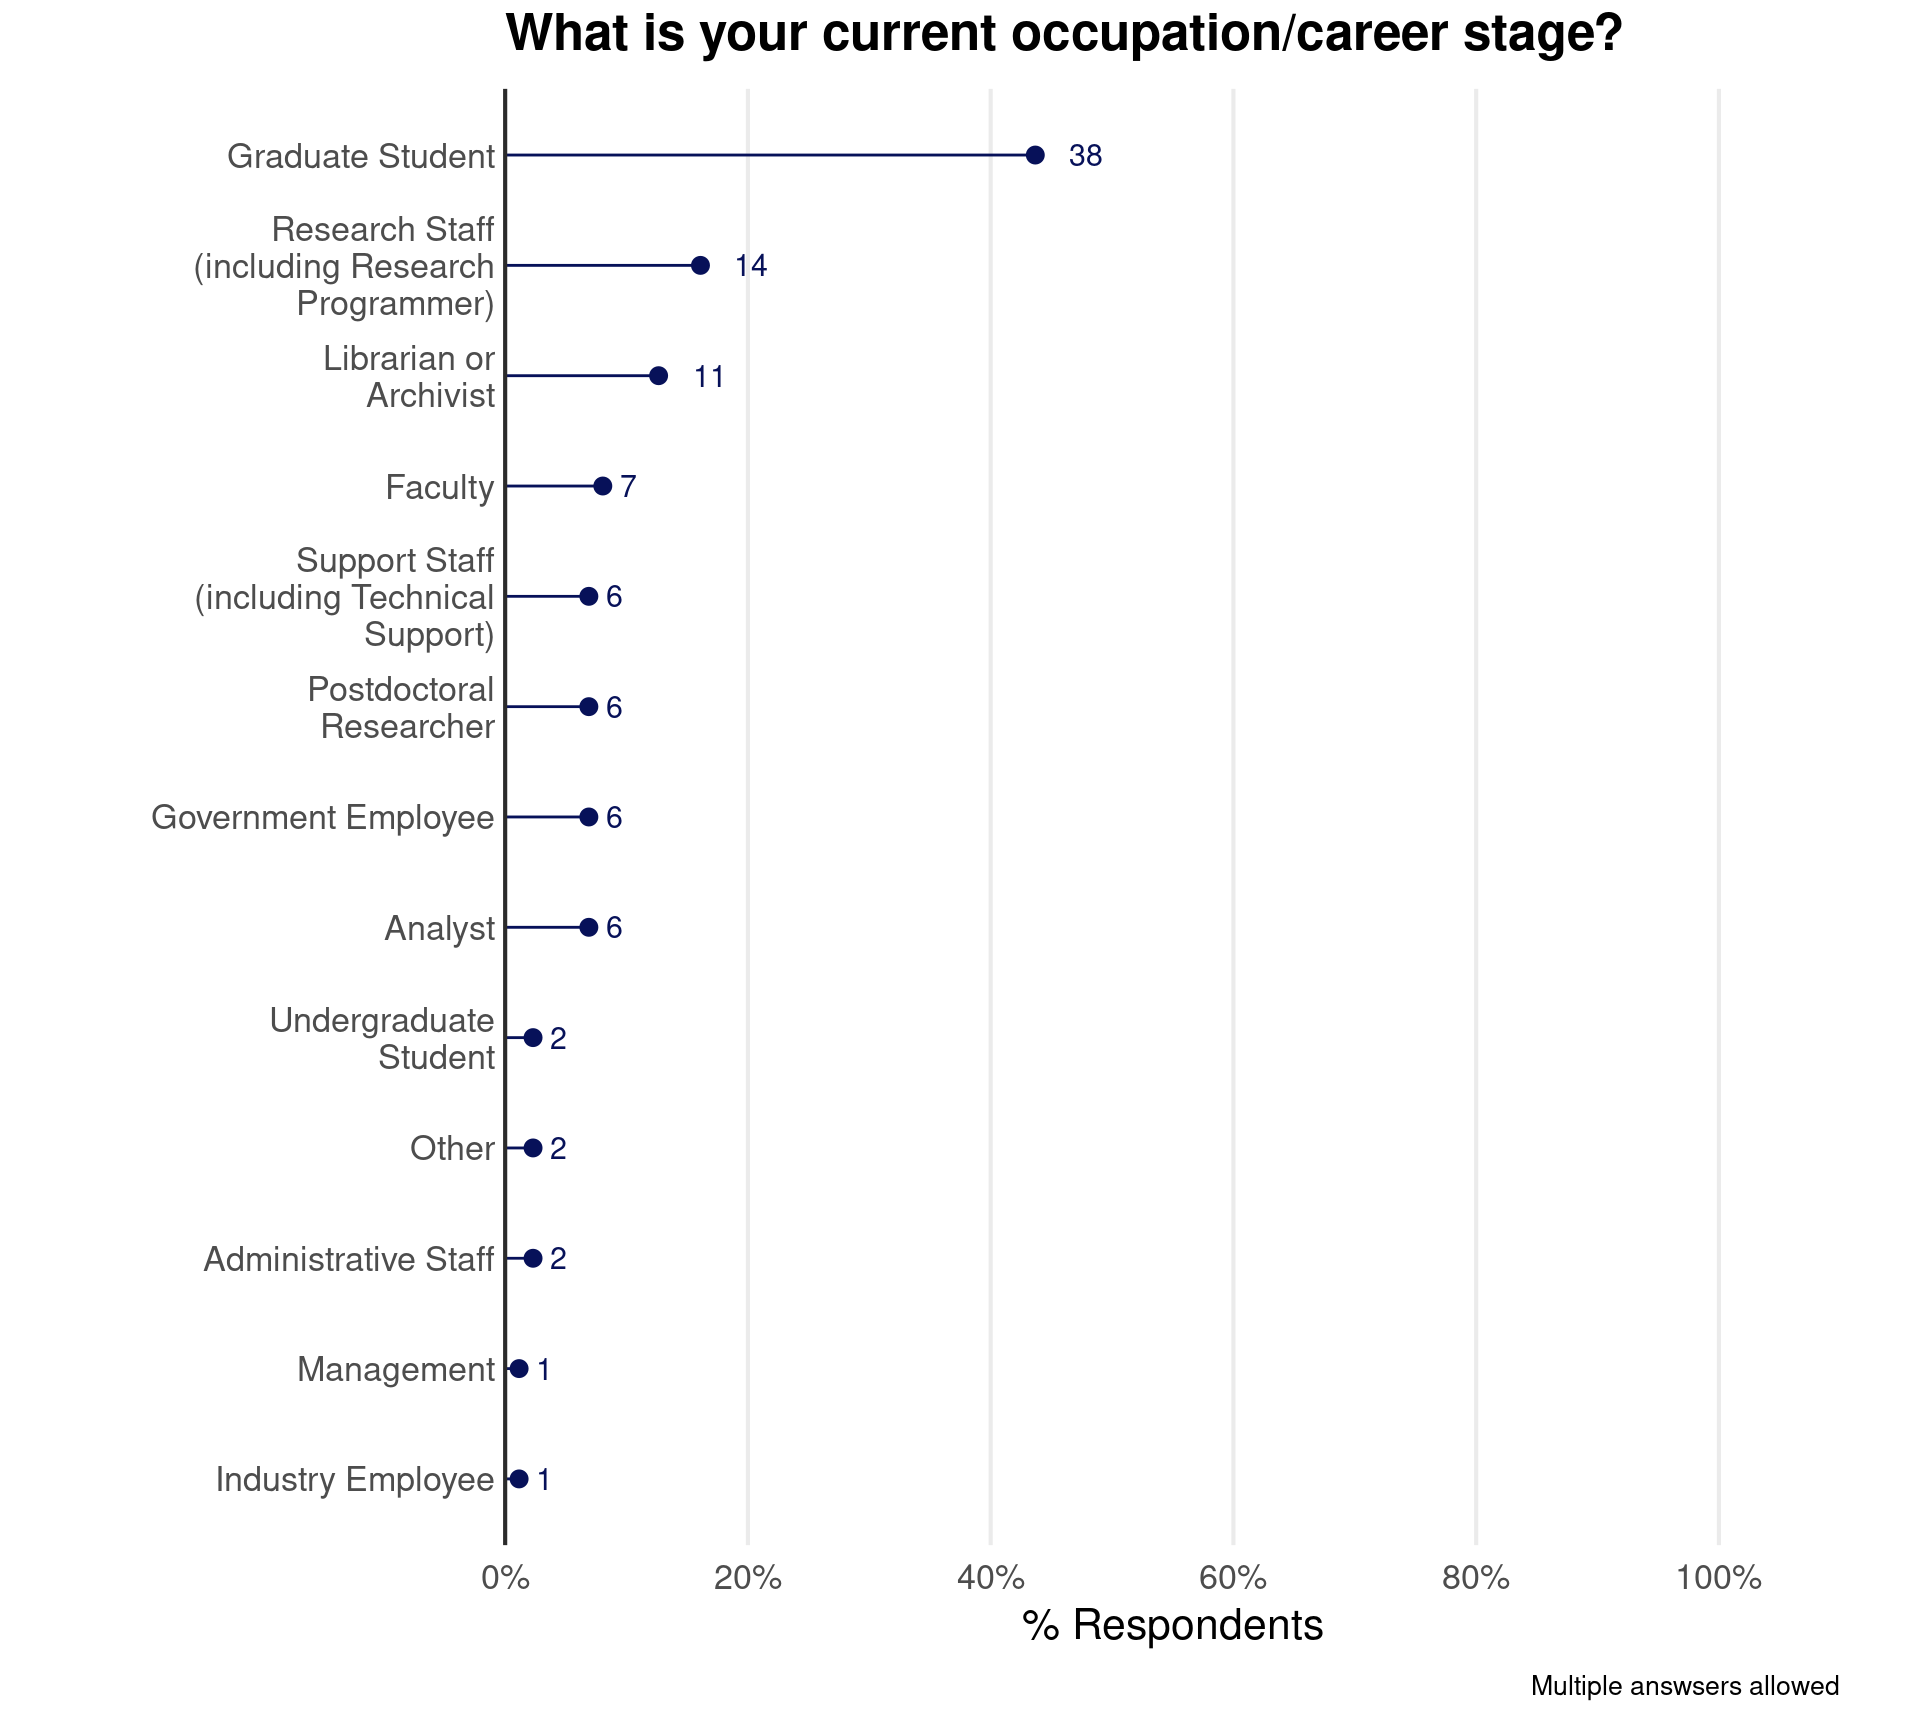 What is your current occupation/career stage?
Graduate Student
38
Research Staff
(including Research
Programmer)
14
Librarian or
Archivist
11
Faculty
7
Support Staff
(including Technical
Support)
6
Postdoctoral
Researcher
6
Government Employee
6
Analyst
6
Undergraduate
Student
2
Other
2
Administrative Staff
2
Management
1
Industry Employee
1
0%
20%
40%
60%
80%
100%
% Respondents
Multiple answsers allowed